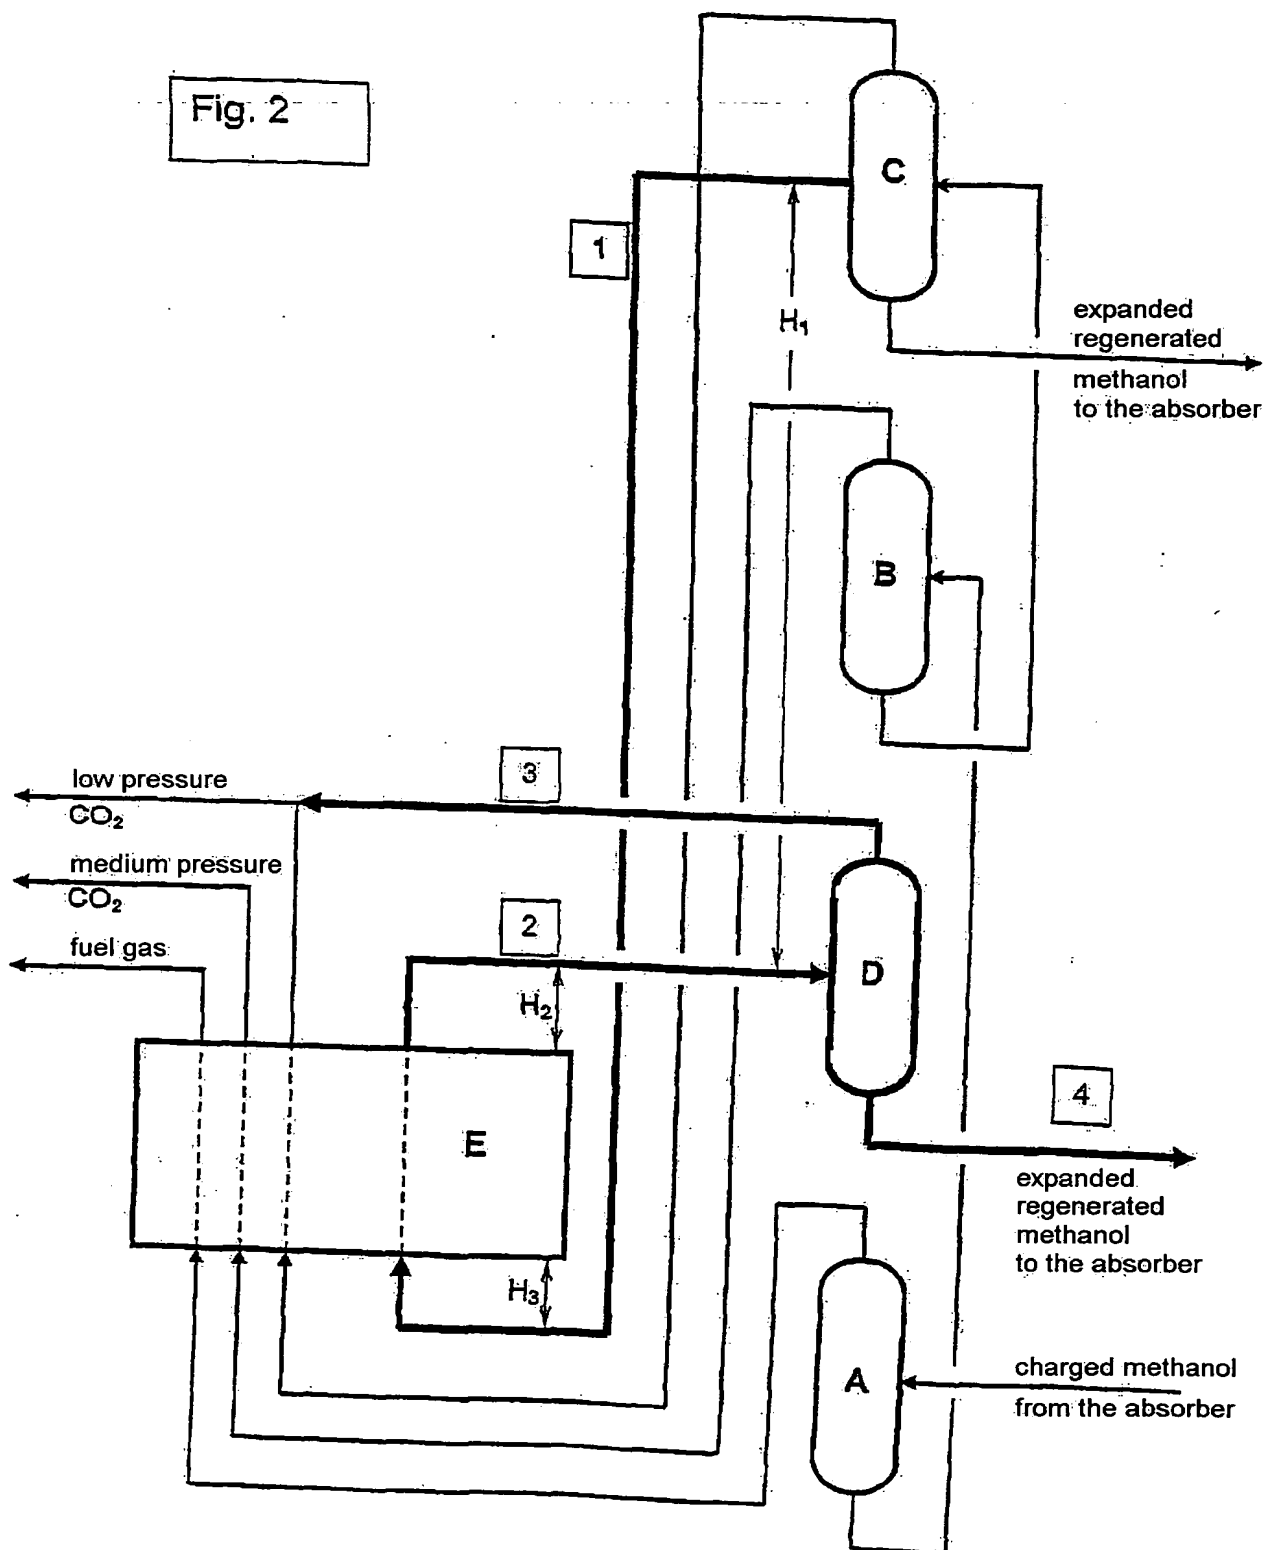 Fig. 2
C
1
H₁
expanded
regenerated
methanol
to the absorber
B
3
low pressure
CO₂
medium pressure
CO₂
fuel gas
2
H₂
D
4
E
expanded
regenerated
methanol
to the absorber
H₃
A
charged methanol
from the absorber